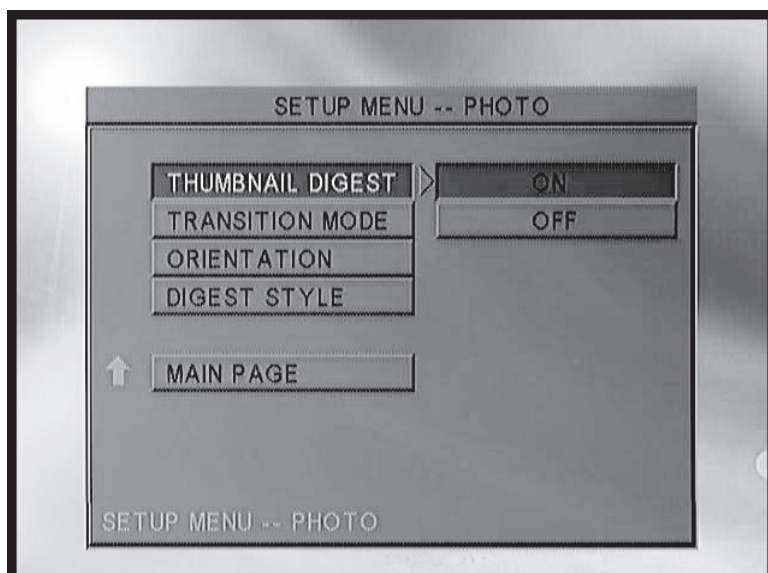 SETUP MENU -- PHOTO
THUMBNAIL DIGEST ON
TRANSITION MODE OFF
ORIENTATION
DIGEST STYLE
MAIN PAGE
SETUP MENU -- PHOTO